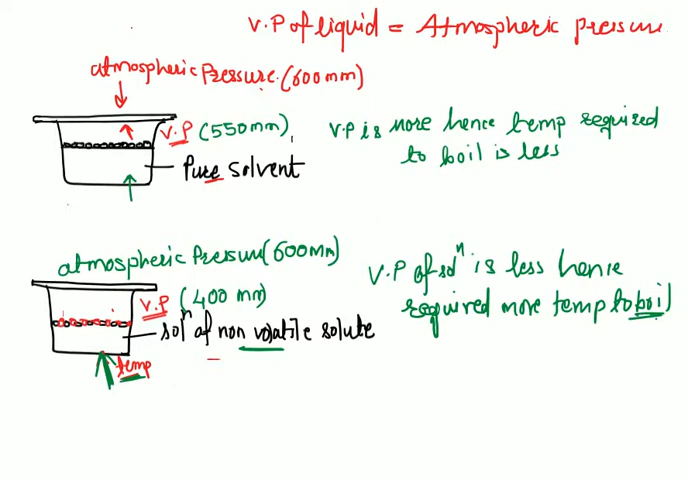 V.P of liquid = Atmospheric pressure
atmospheric Pressure (600mm)
V.P (550mm), V.P is more hence temp required
to boil is less
Pure solvent
atmospheric Pressure (600mm)
V.P of solⁿ is less hence
V.P (400 mm)
required more temp to boil
solⁿ of non volatile solute
temp